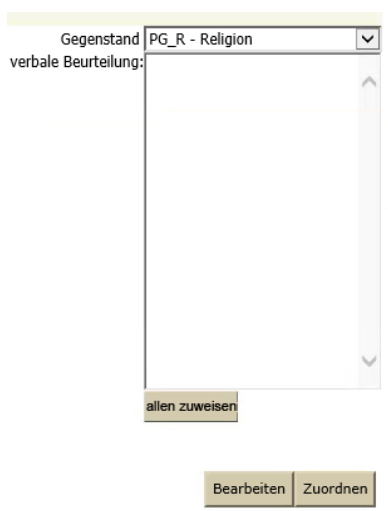 Gegenstand PG_R - Religion
verbale Beurteilung:
allen zuweisen
Bearbeiten Zuordnen